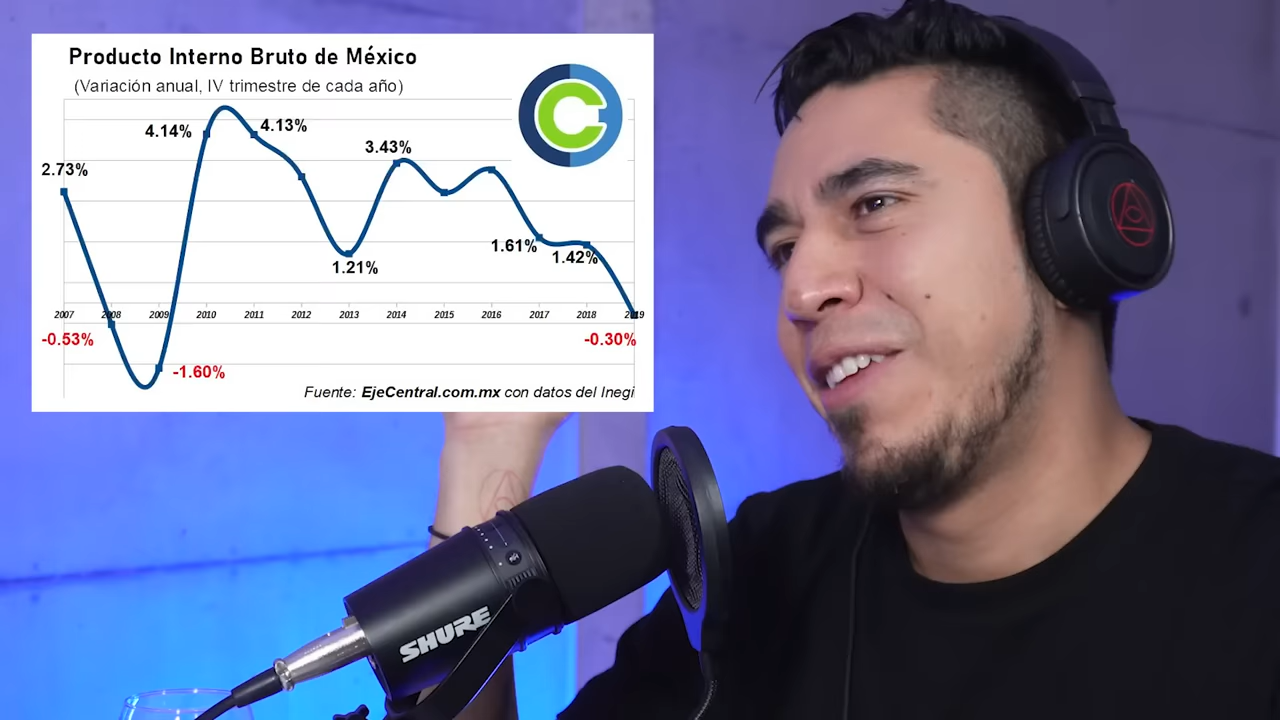 Producto Interno Bruto de México
(Variación anual, IV trimestre de cada año)
C
4.14%
4.13%
3.43%
2.73%
1.61%
1.42%
1.21%
2007 2008 2009 2010 2011 2012 2013 2014 2015 2016 2017 2018 2019
-0.53%
-0.30%
-1.60%
Fuente: EjeCentral.com.mx con datos del Inegi
SHURE